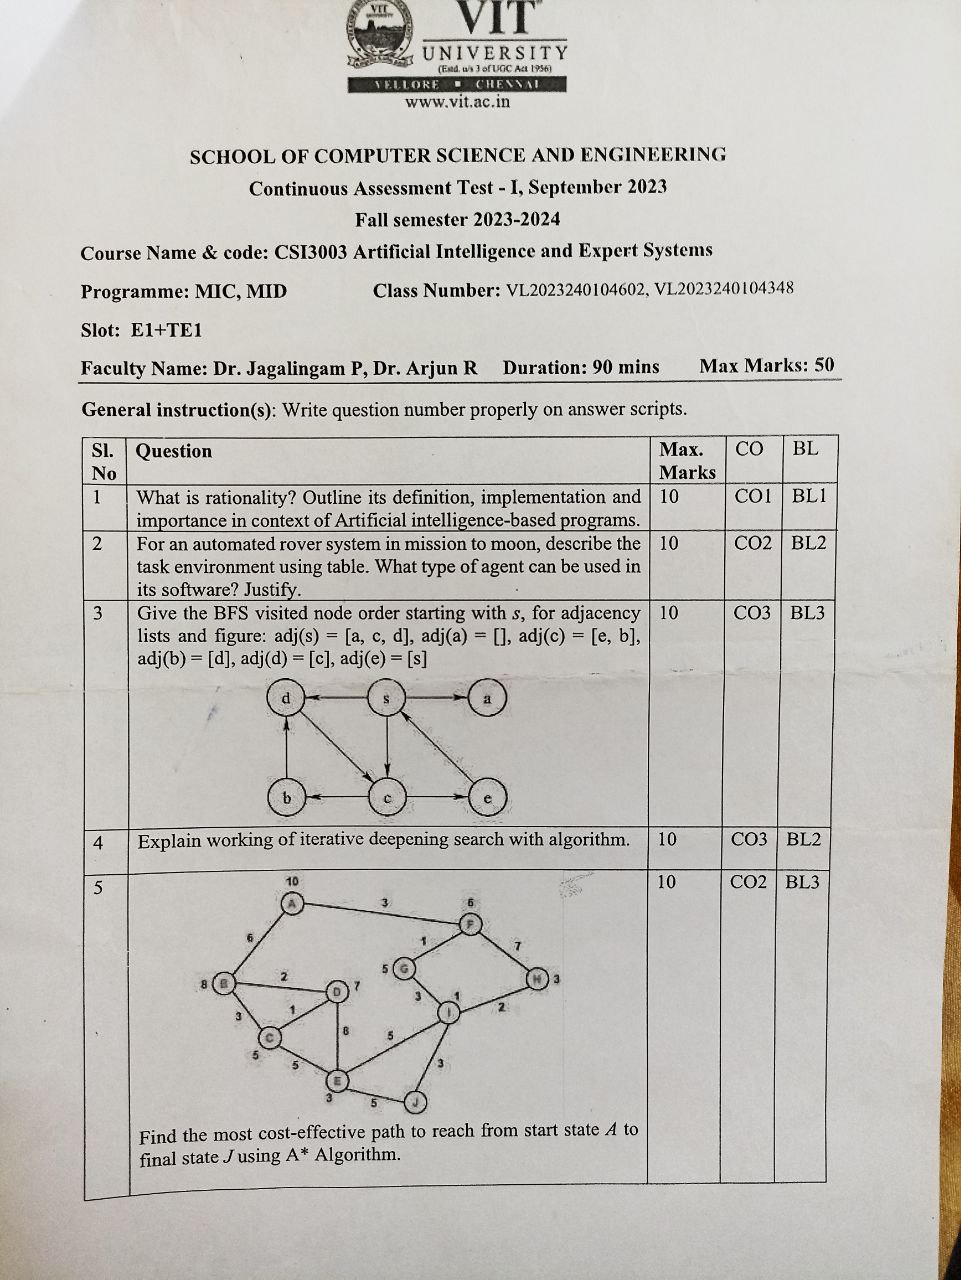 VIT
VIT
UNIVERSITY
(Estd. u/s 3 of UGC Act 1956)
VELLORE ▪ CHENNAI
www.vit.ac.in
SCHOOL OF COMPUTER SCIENCE AND ENGINEERING
Continuous Assessment Test - I, September 2023
Fall semester 2023-2024
Course Name & code: CSI3003 Artificial Intelligence and Expert Systems
Programme: MIC, MID Class Number: VL2023240104602, VL2023240104348
Slot: E1+TE1
Faculty Name: Dr. Jagalingam P, Dr. Arjun R Duration: 90 mins Max Marks: 50
General instruction(s): Write question number properly on answer scripts.
Sl. No Question Max. Marks CO BL
1 What is rationality? Outline its definition, implementation and 10 CO1 BL1
importance in context of Artificial intelligence-based programs.
2 For an automated rover system in mission to moon, describe the 10 CO2 BL2
task environment using table. What type of agent can be used in
its software? Justify.
3 Give the BFS visited node order starting with s, for adjacency 10 CO3 BL3
lists and figure: adj(s) = [a, c, d], adj(a) = [], adj(c) = [e, b],
adj(b) = [d], adj(d) = [c], adj(e) = [s]
d s a
b c e
4 Explain working of iterative deepening search with algorithm. 10 CO3 BL2
5 10 CO2 BL3
10
A 3 6
F
6 1 7
8 B 2 D 7 5 G H 3
3 1 3 1 I 2
C 8 5
5 5 3
E
3 5 J
Find the most cost-effective path to reach from start state A to
final state J using A* Algorithm.